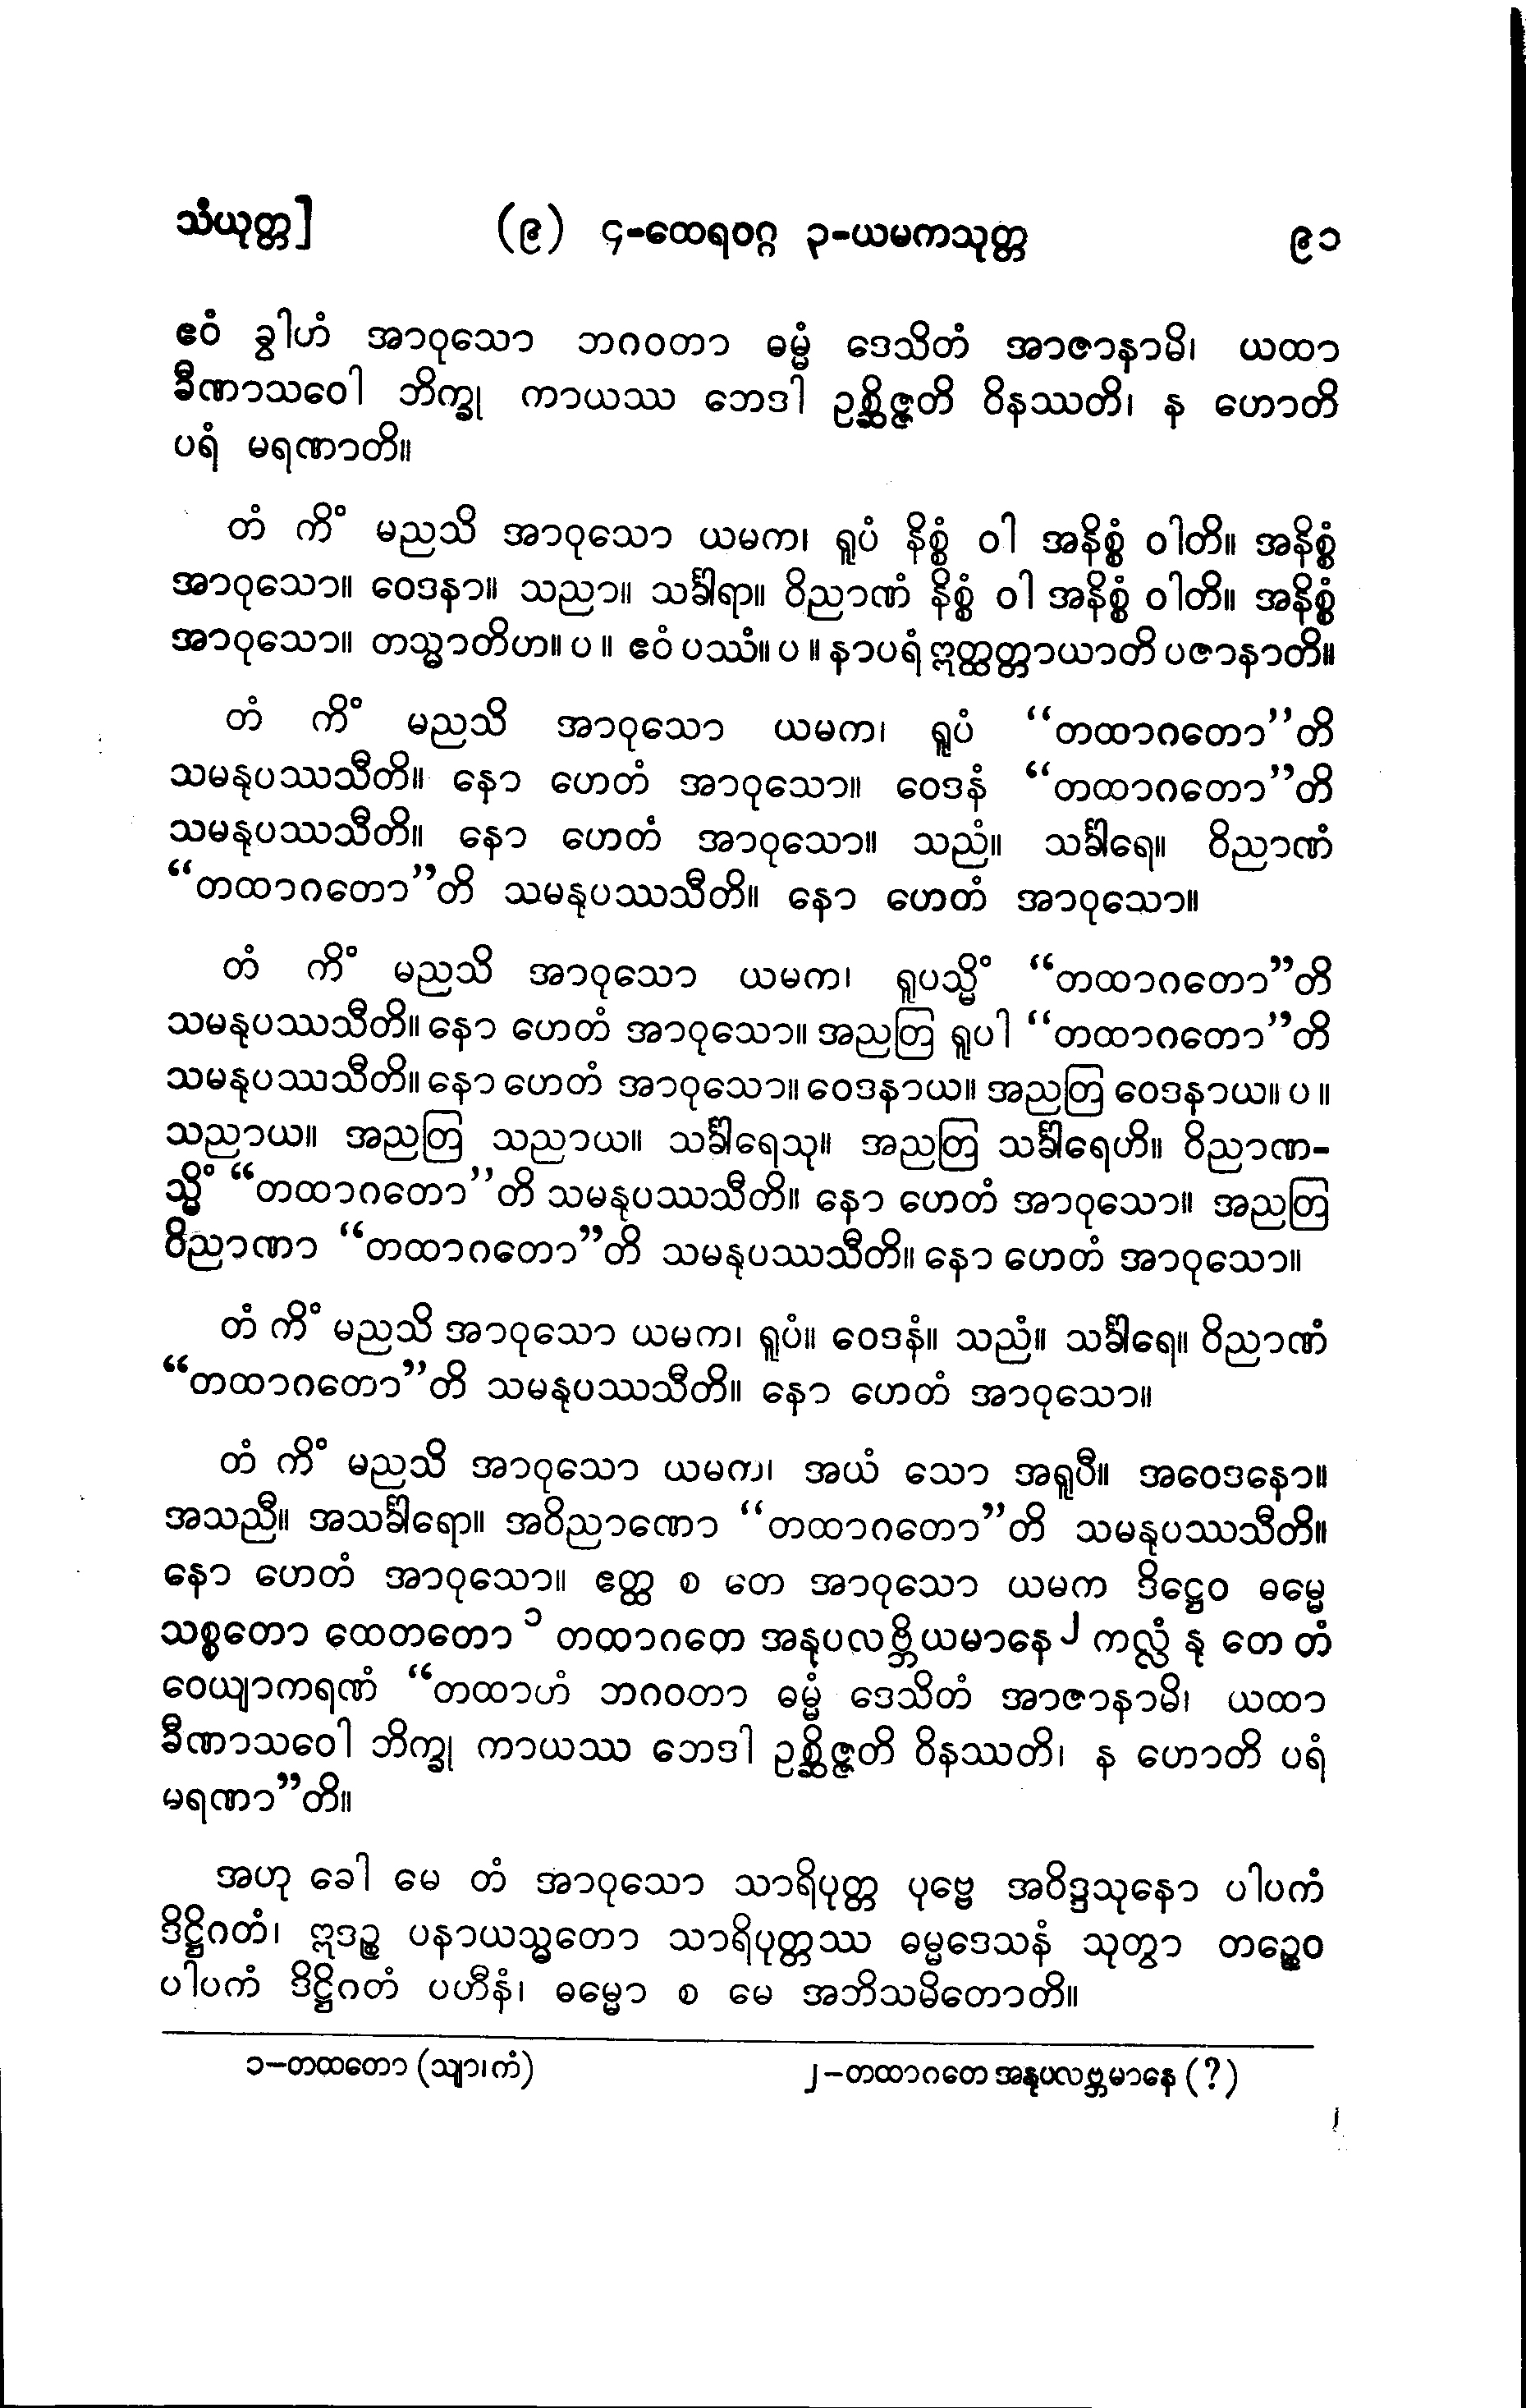 သံယုတ္တ] (၉) ၄-ထေရဝဂ္ဂ ၃-ယမကသုတ္တ ၉၁
ဧဝံ ခွါဟံ အာဝုသော ဘဂဝတာ ဓမ္မံ ဒေသိတံ အာဇာနာမိ၊ ယထာ
ခီဏာသဝေါ ဘိက္ခု ကာယဿ ဘေဒါ ဥစ္ဆိဇ္ဇတိ ဝိနဿတိ၊ န ဟောတိ
ပရံ မရဏာတိ။
တံ ကိံ မညသိ အာဝုသော ယမက၊ ရူပံ နိစ္စံ ဝါ အနိစ္စံ ဝါတိ။ အနိစ္စံ
အာဝုသော။ ဝေဒနာ။ သညာ။ သင်္ခါရာ။ ဝိညာဏံ နိစ္စံ ဝါ အနိစ္စံ ဝါတိ။ အနိစ္စံ
အာဝုသော။ တသ္မာတိဟ။ ပ ။ ဧဝံ ပဿံ။ ပ ။ နာပရံ ဣတ္ထတ္တာယာတိ ပဇာနာတိ။
တံ ကိံ မညသိ အာဝုသော ယမက၊ ရူပံ “တထာဂတော”တိ
သမနုပဿသီတိ။ နော ဟေတံ အာဝုသော။ ဝေဒနံ “တထာဂတော”တိ
သမနုပဿသီတိ။ နော ဟေတံ အာဝုသော။ သညံ။ သင်္ခါရေ။ ဝိညာဏံ
“တထာဂတော”တိ သမနုပဿသီတိ။ နော ဟေတံ အာဝုသော။
တံ ကိံ မညသိ အာဝုသော ယမက၊ ရူပသ္မိံ “တထာဂတော”တိ
သမနုပဿသီတိ။ နော ဟေတံ အာဝုသော။ အညတြ ရူပါ “တထာဂတော”တိ
သမနုပဿသီတိ။ နော ဟေတံ အာဝုသော။ ဝေဒနာယ။ အညတြ ဝေဒနာယ။ ပ ။
သညာယ။ အညတြ သညာယ။ သင်္ခါရေသု။ အညတြ သင်္ခါရေဟိ။ ဝိညာဏ-
သ္မိံ “တထာဂတော”တိ သမနုပဿသီတိ။ နော ဟေတံ အာဝုသော။ အညတြ
ဝိညာဏာ “တထာဂတော”တိ သမနုပဿသီတိ။ နော ဟေတံ အာဝုသော။
တံ ကိံ မညသိ အာဝုသော ယမက၊ ရူပံ။ ဝေဒနံ။ သညံ။ သင်္ခါရေ။ ဝိညာဏံ
“တထာဂတော”တိ သမနုပဿသီတိ။ နော ဟေတံ အာဝုသော။
တံ ကိံ မညသိ အာဝုသော ယမက၊ အယံ သော အရူပီ။ အဝေဒနော။
အသညီ။ အသင်္ခါရော။ အဝိညာဏော “တထာဂတော”တိ သမနုပဿသီတိ။
နော ဟေတံ အာဝုသော။ ဧတ္ထ စ တေ အာဝုသော ယမက ဒိဋ္ဌေဝ ဓမ္မေ
သစ္စတော ထေတတော ၁ တထာဂတေ အနုပလဗ္ဘိယမာနေ ၂ ကလ္လံ နု တေ တံ
ဝေယျာကရဏံ “တထာဟံ ဘဂဝတာ ဓမ္မံ ဒေသိတံ အာဇာနာမိ၊ ယထာ
ခီဏာသဝေါ ဘိက္ခု ကာယဿ ဘေဒါ ဥစ္ဆိဇ္ဇတိ ဝိနဿတိ၊ န ဟောတိ ပရံ
မရဏာ”တိ။
အဟု ခေါ မေ တံ အာဝုသော သာရိပုတ္တ ပုဗ္ဗေ အဝိဒ္ဒသုနော ပါပကံ
ဒိဋ္ဌိဂတံ၊ ဣဒဉ္စ ပနာယသ္မတော သာရိပုတ္တဿ ဓမ္မဒေသနံ သုတွာ တဉ္စေဝ
ပါပကံ ဒိဋ္ဌိဂတံ ပဟီနံ၊ ဓမ္မော စ မေ အဘိသမိတောတိ။
၁-တထတော (သျာ၊ကံ) ၂-တထာဂတေ အနုပလဗ္ဘမာနေ (?)